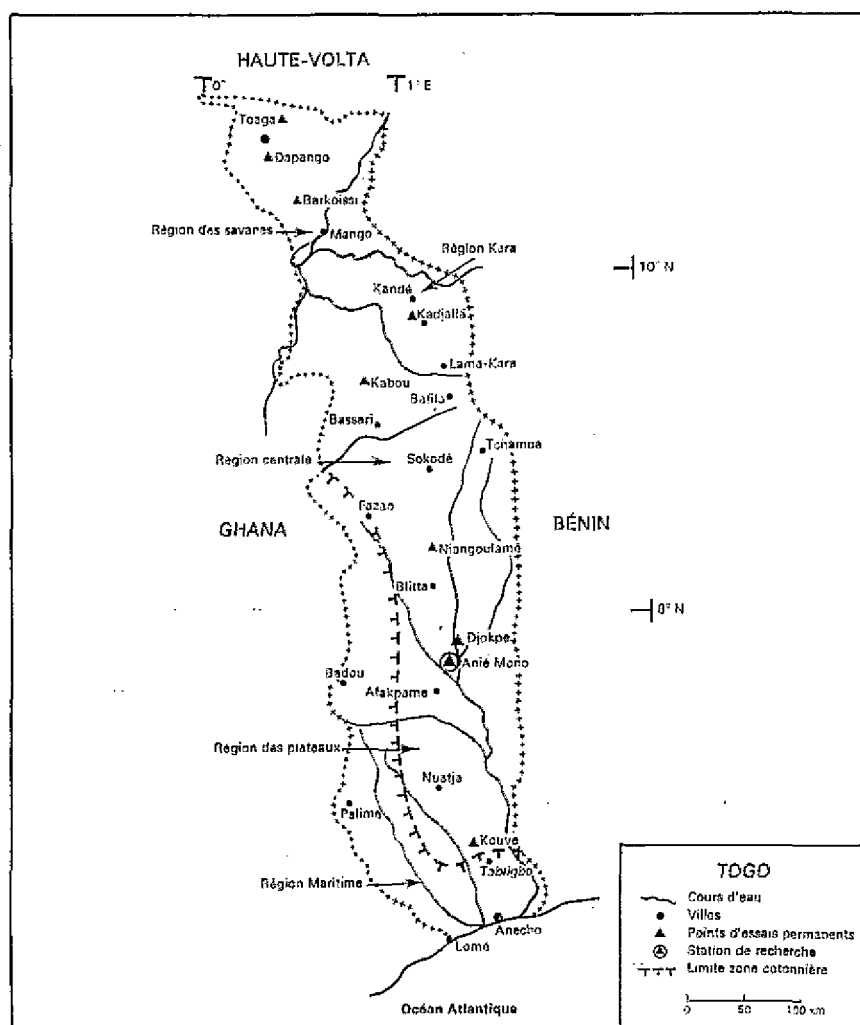 HAUTE-VOLTA
0°
1° E
Toaga
Dapango
Barkoissi
Région des savanes
Mango
Région Kara
10° N
Kandé
Kadjalla
Lama-Kara
Kabou
Bafilo
Bassari
Tchamba
Région centrale
Sokodé
Fazao
GHANA
BÉNIN
Niangoulame
Blitta
8° N
Djokpe
Anié Mono
Badou
Atakpame
Région des plateaux
Nuatja
Palimé
Kouve
Tabligbo
Région Maritime
Anecho
Lomé
Océan Atlantique
TOGO
Cours d'eau
Villes
Points d'essais permanents
Station de recherche
Limite zone cotonnière
0 50 100 km